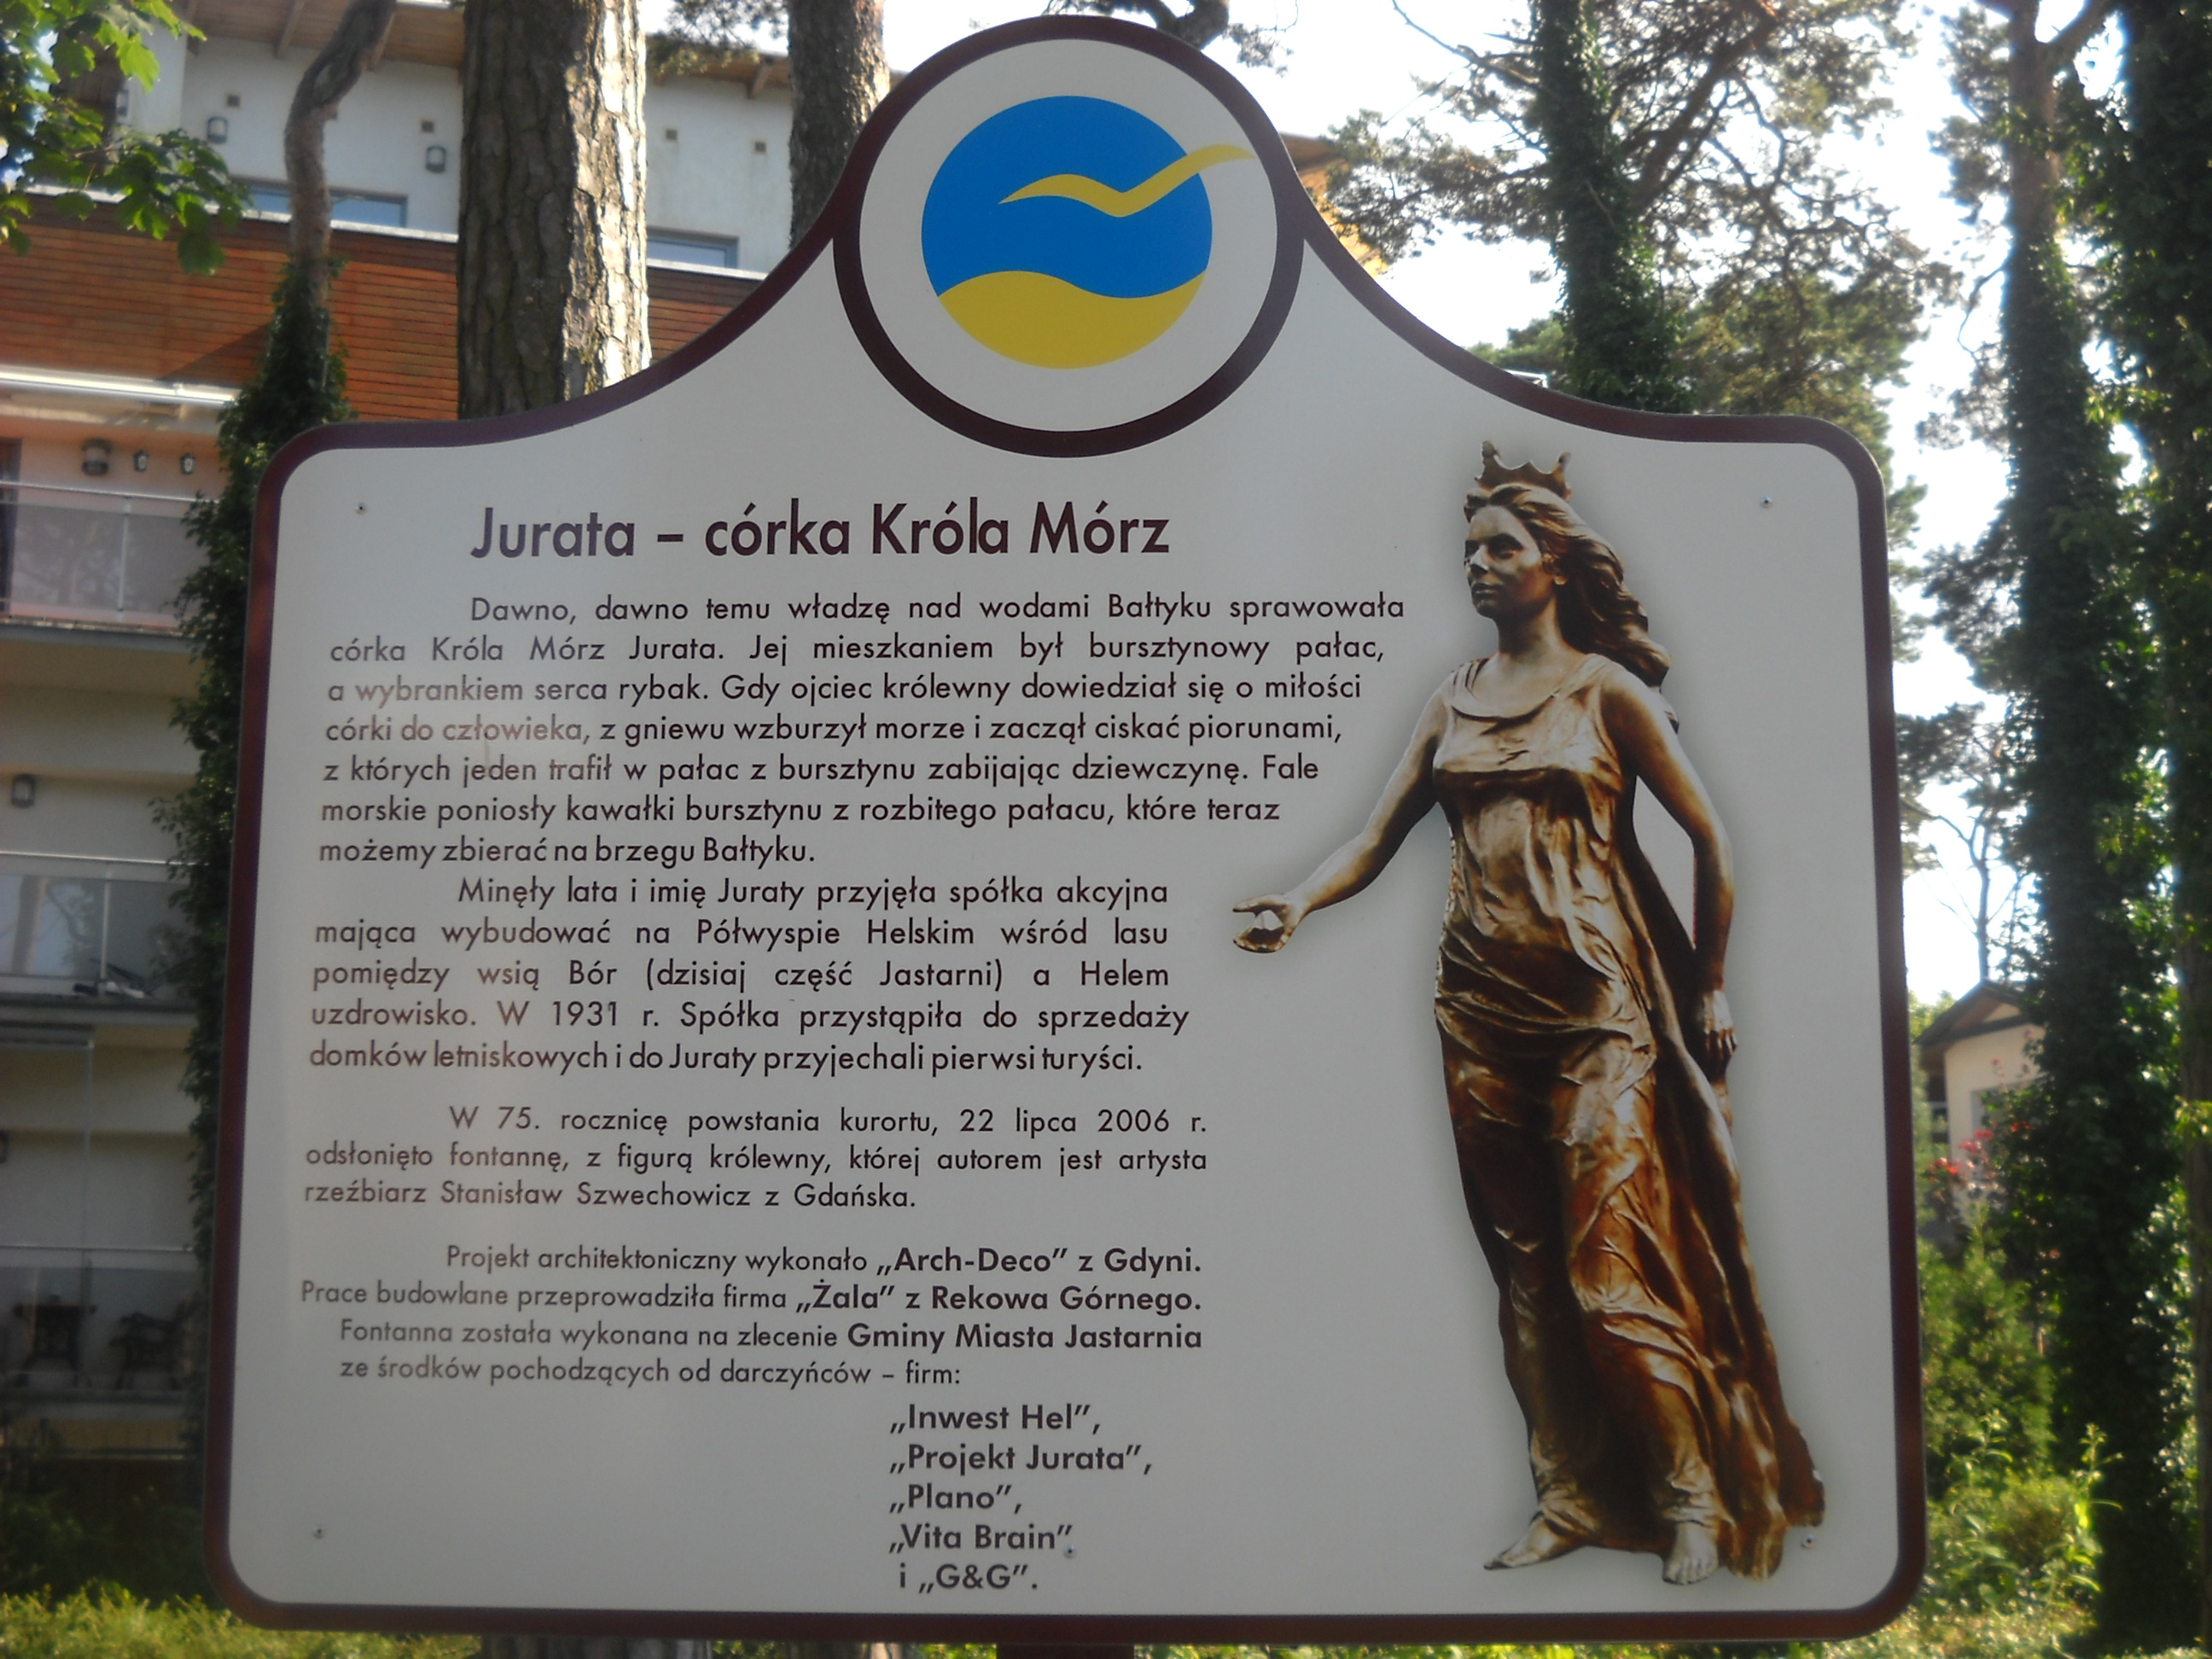 Jurata – córka Króla Mórz
Dawno, dawno temu władzę nad wodami Bałtyku sprawowała
córka Króla Mórz Jurata. Jej mieszkaniem był bursztynowy pałac,
a wybrankiem serca rybak. Gdy ojciec królewny dowiedział się o miłości
córki do człowieka, z gniewu wzburzył morze i zaczął ciskać piorunami,
z których jeden trafił w pałac z bursztynu zabijając dziewczynę. Fale
morskie poniosły kawałki bursztynu z rozbitego pałacu, które teraz
możemy zbierać na brzegu Bałtyku.
Minęły lata i imię Juraty przyjęła spółka akcyjna
mająca wybudować na Półwyspie Helskim wśród lasu
pomiędzy wsią Bór (dzisiaj część Jastarni) a Helem
uzdrowisko. W 1931 r. Spółka przystąpiła do sprzedaży
domków letniskowych i do Juraty przyjechali pierwsi turyści.
W 75. rocznicę powstania kurortu, 22 lipca 2006 r.
odsłonięto fontannę, z figurą królewny, której autorem jest artysta
rzeźbiarz Stanisław Szwechowicz z Gdańska.
Projekt architektoniczny wykonało „Arch-Deco” z Gdyni.
Prace budowlane przeprowadziła firma „Żala” z Rekowa Górnego.
Fontanna została wykonana na zlecenie Gminy Miasta Jastarnia
ze środków pochodzących od darczyńców – firm:
„Inwest Hel”,
„Projekt Jurata”,
„Plano”,
„Vita Brain”
i „G&G”.